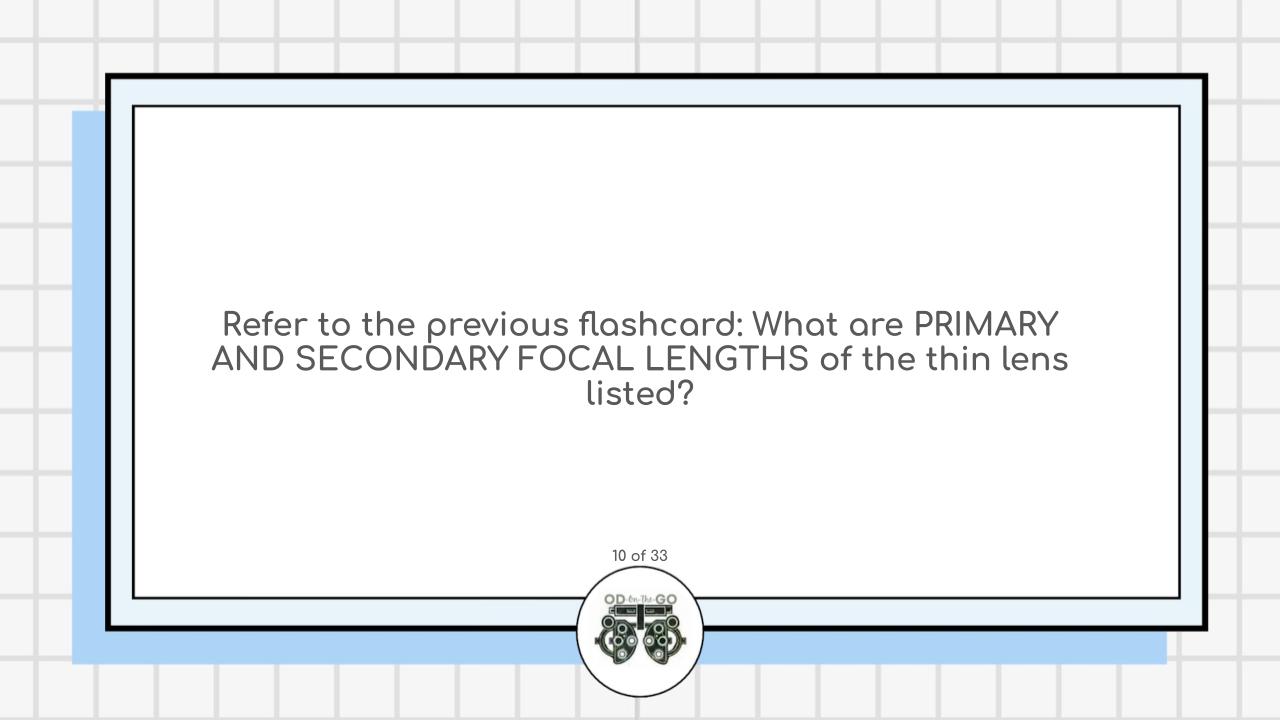 Refer to the previous flashcard: What are PRIMARY
AND SECONDARY FOCAL LENGTHS of the thin lens
listed?
10 of 33
OD-On-The-GO